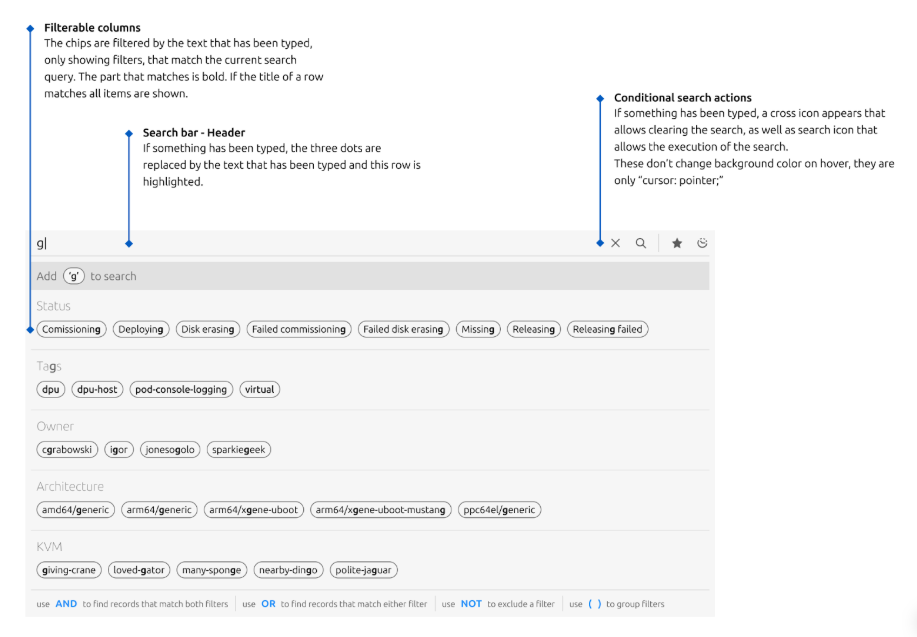 Filterable columns
The chips are filtered by the text that has been typed,
only showing filters, that match the current search
query. The part that matches is bold. If the title of a row
matches all items are shown.
Conditional search actions
If something has been typed, a cross icon appears that
allows clearing the search, as well as search icon that
allows the execution of the search.
These don't change background color on hover, they are
only “cursor: pointer;”
Search bar - Header
If something has been typed, the three dots are
replaced by the text that has been typed and this row is
highlighted.
g
Add 'g' to search
Status
Comissioning Deploying Disk erasing Failed commissioning Failed disk erasing Missing Releasing Releasing failed
Tags
dpu dpu-host pod-console-logging virtual
Owner
cgrabowski igor jonesogolo sparkiegeek
Architecture
amd64/generic arm64/generic arm64/xgene-uboot arm64/xgene-uboot-mustang ppc64el/generic
KVM
giving-crane loved-gator many-sponge nearby-dingo polite-jaguar
use AND to find records that match both filters use OR to find records that match either filter use NOT to exclude a filter use ( ) to group filters